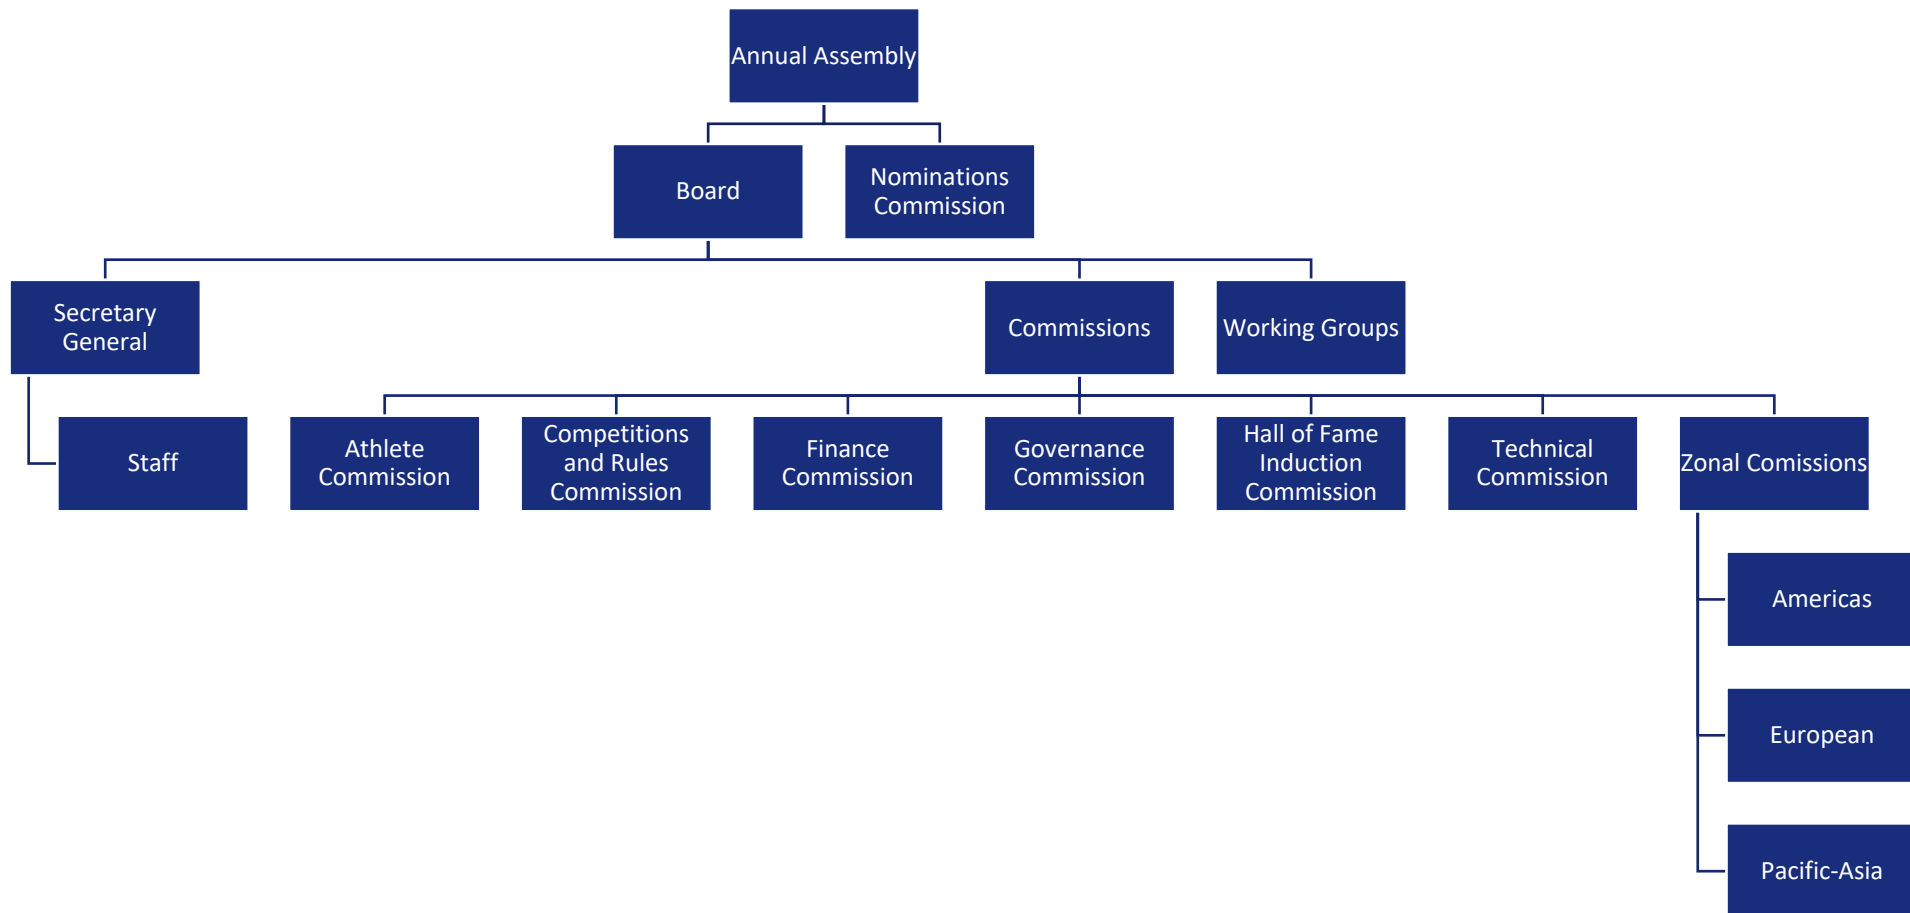 Annual Assembly
Board
Nominations
Commission
Secretary
General
Commissions
Working Groups
Staff
Athlete
Commission
Competitions
and Rules
Commission
Finance
Commission
Governance
Commission
Hall of Fame
Induction
Commission
Technical
Commission
Zonal Comissions
Americas
European
Pacific-Asia